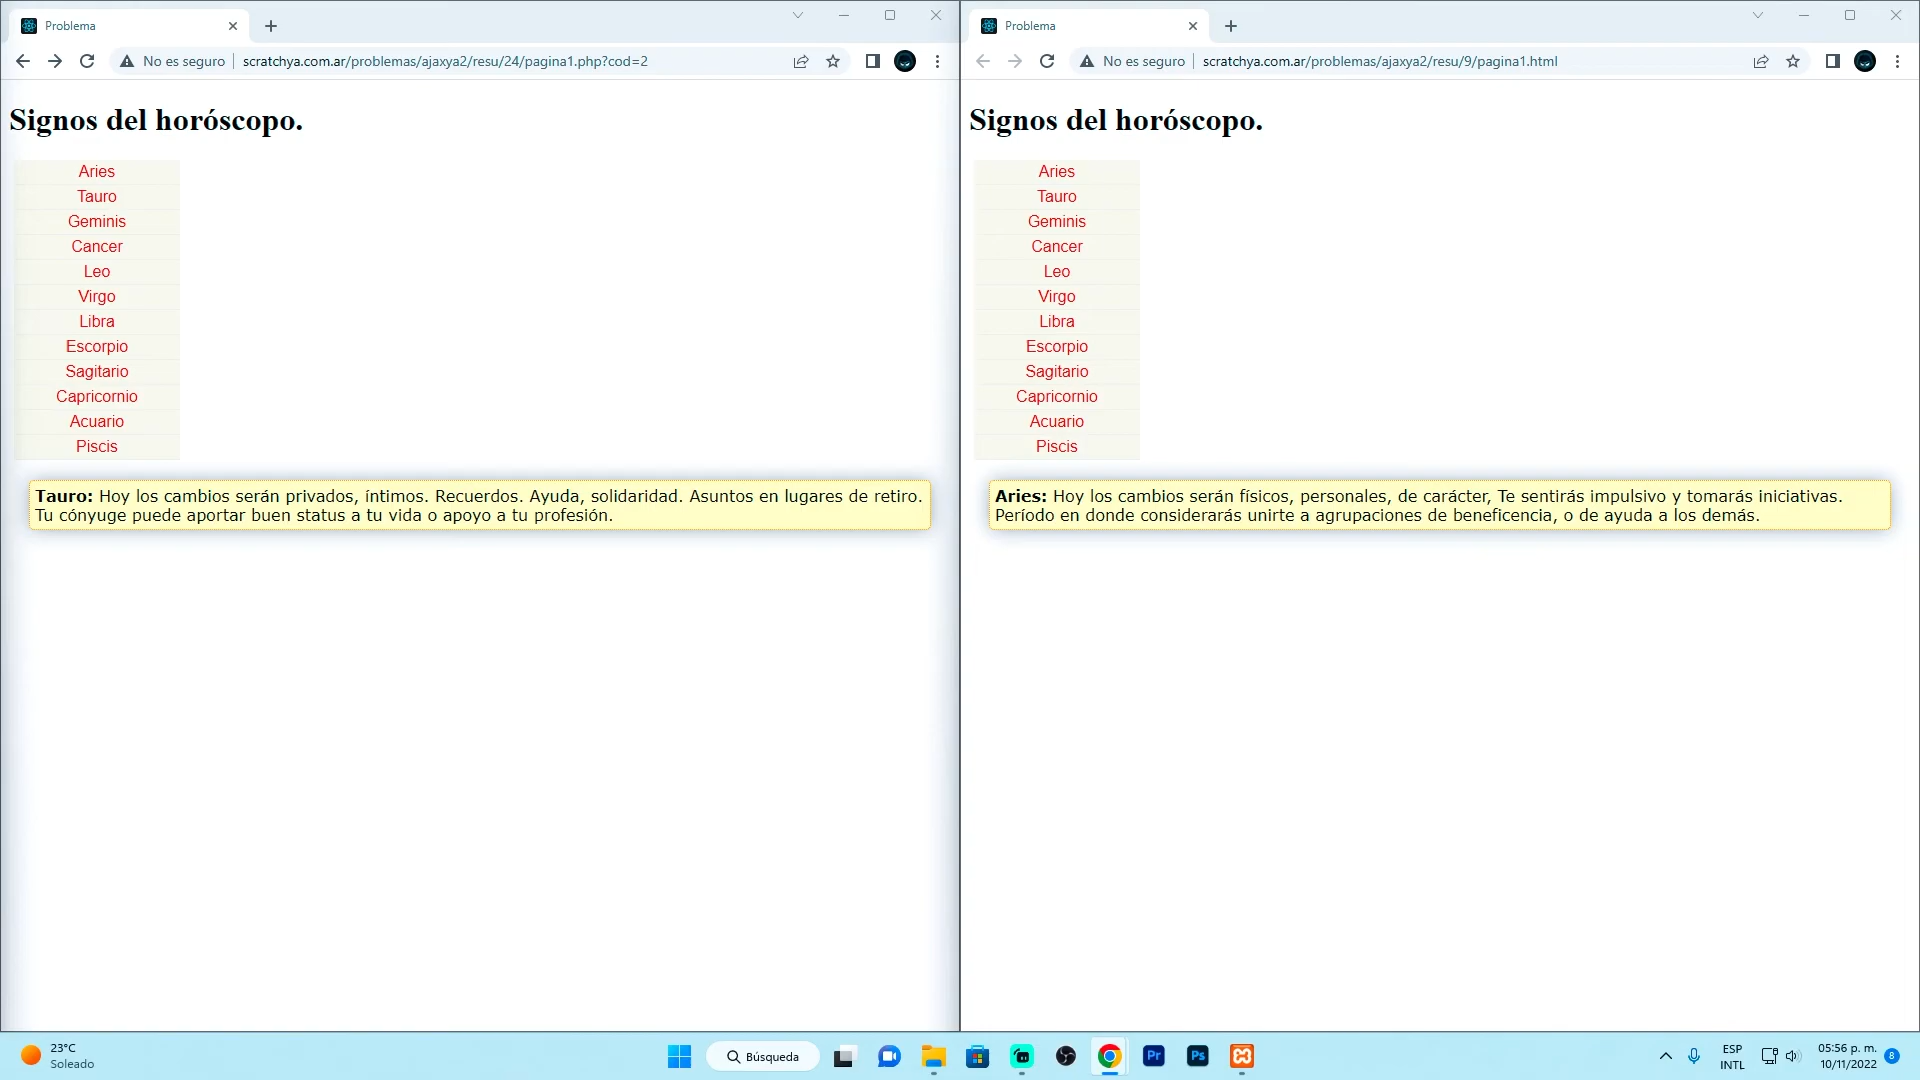 Problema
No es seguro
scratchya.com.ar/problemas/ajaxya2/resu/24/pagina1.php?cod=2
Signos del horóscopo.
Aries
Tauro
Geminis
Cancer
Leo
Virgo
Libra
Escorpio
Sagitario
Capricornio
Acuario
Piscis
Tauro: Hoy los cambios serán privados, íntimos. Recuerdos. Ayuda, solidaridad. Asuntos en lugares de retiro.
Tu cónyuge puede aportar buen status a tu vida o apoyo a tu profesión.
Problema
No es seguro
scratchya.com.ar/problemas/ajaxya2/resu/9/pagina1.html
Signos del horóscopo.
Aries
Tauro
Geminis
Cancer
Leo
Virgo
Libra
Escorpio
Sagitario
Capricornio
Acuario
Piscis
Aries: Hoy los cambios serán físicos, personales, de carácter, Te sentirás impulsivo y tomarás iniciativas.
Período en donde considerarás unirte a agrupaciones de beneficencia, o de ayuda a los demás.
23°C
Soleado
Búsqueda
Pr
Ps
ESP
INTL
05:56 p. m.
10/11/2022
8